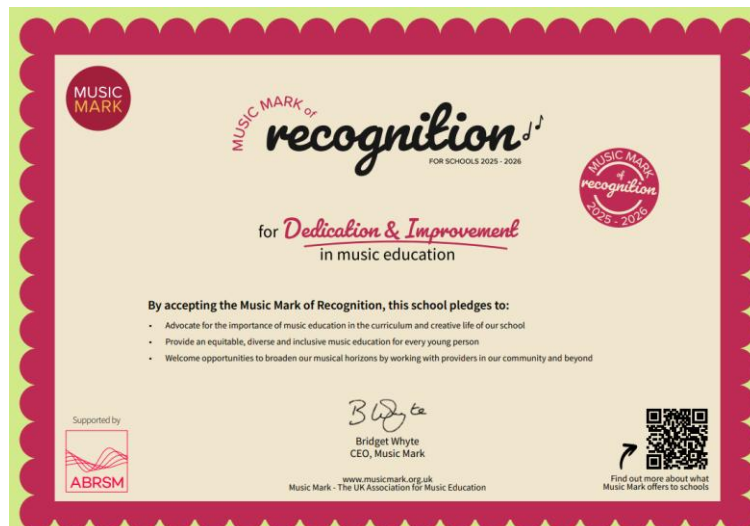 MUSIC
MARK
MUSIC MARK of
recognition
FOR SCHOOLS 2025 - 2026
MUSIC MARK
of
recognition
2025 - 2026
for Dedication & Improvement
in music education
By accepting the Music Mark of Recognition, this school pledges to:
• Advocate for the importance of music education in the curriculum and creative life of our school
• Provide an equitable, diverse and inclusive music education for every young person
• Welcome opportunities to broaden our musical horizons by working with providers in our community and beyond
B Whyte
Bridget Whyte
CEO, Music Mark
Supported by
ABRSM
www.musicmark.org.uk
Music Mark - The UK Association for Music Education
Find out more about what
Music Mark offers to schools